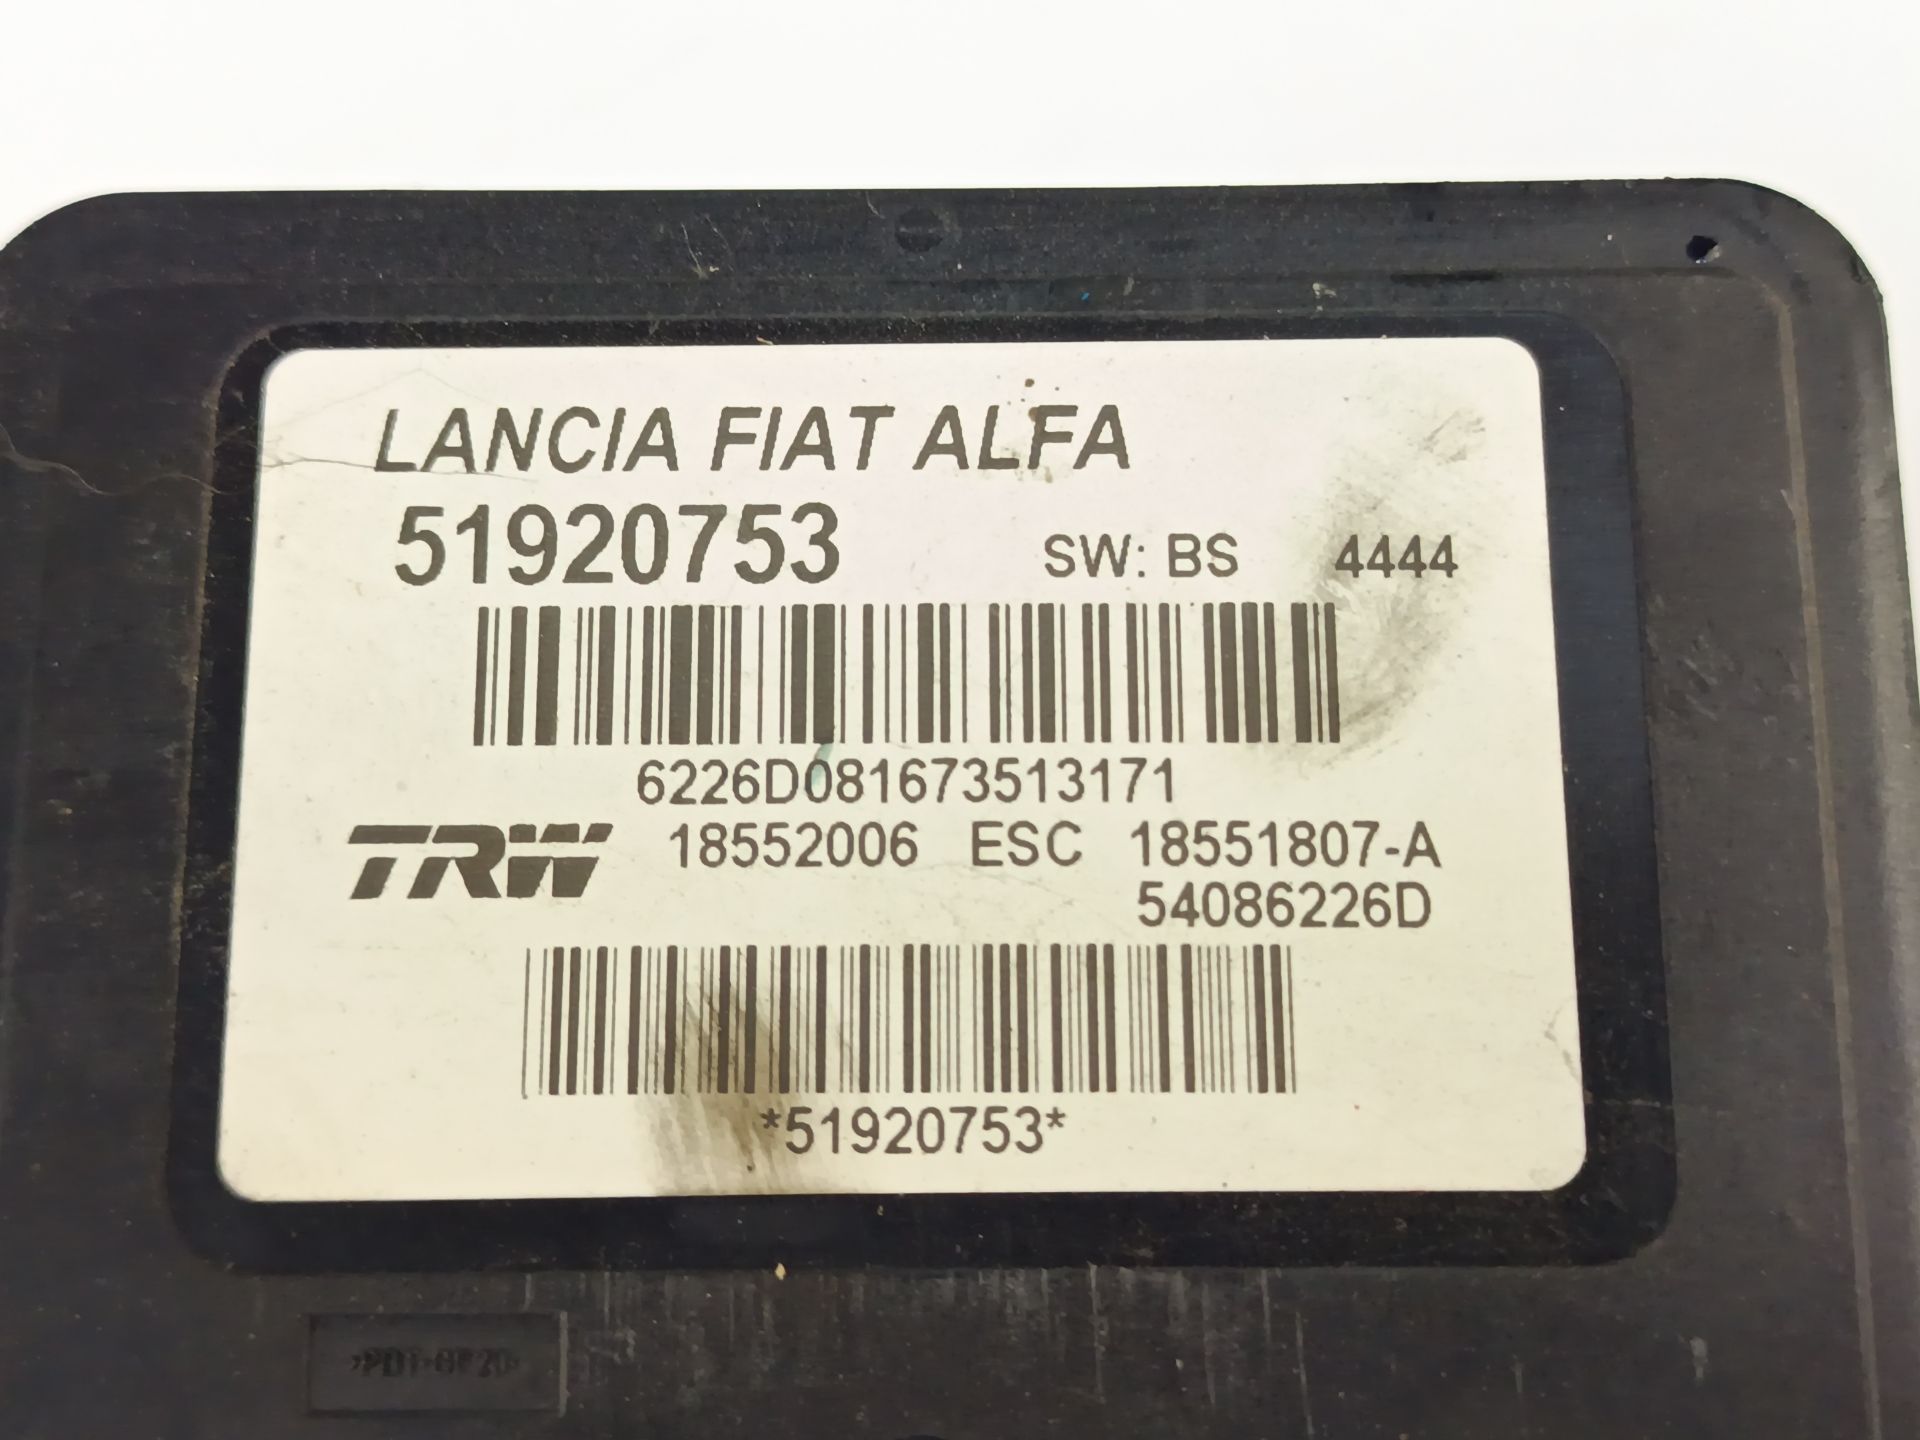 LANCIA FIAT ALFA
51920753 SW: BS 4444
6226D081673513171
TRW 18552006 ESC 18551807-A
54086226D
*51920753*